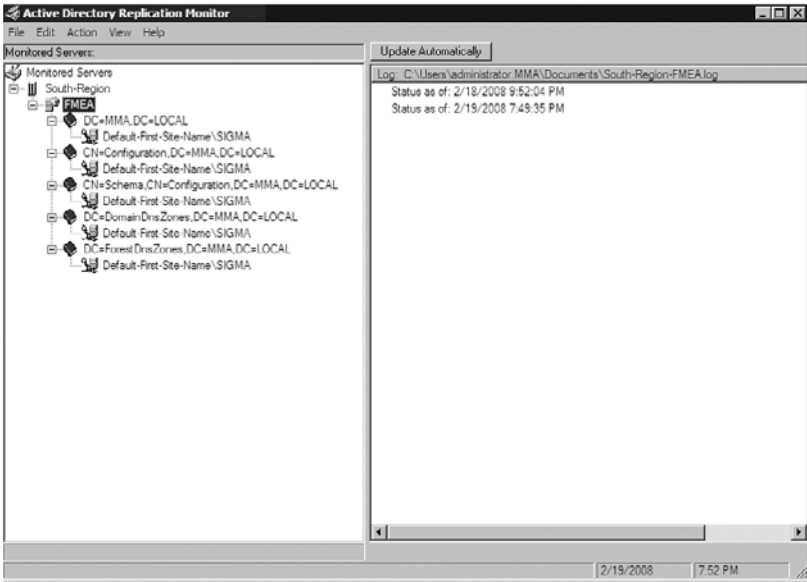 Active Directory Replication Monitor
File Edit Action View Help
Monitored Servers:
Update Automatically
Monitored Servers
South-Region
FMEA
DC=MMA,DC=LOCAL
Default-First-Site-Name\SIGMA
CN=Configuration,DC=MMA,DC=LOCAL
Default-First-Site-Name\SIGMA
CN=Schema,CN=Configuration,DC=MMA,DC=LOCAL
Default-First-Site-Name\SIGMA
DC=DomainDnsZones,DC=MMA,DC=LOCAL
Default-First-Site-Name\SIGMA
DC=ForestDnsZones,DC=MMA,DC=LOCAL
Default-First-Site-Name\SIGMA
Log: C:\Users\administrator.MMA\Documents\South-Region-FMEA.log
Status as of: 2/18/2008 9:52:04 PM
Status as of: 2/19/2008 7:49:35 PM
2/19/2008 7:52 PM